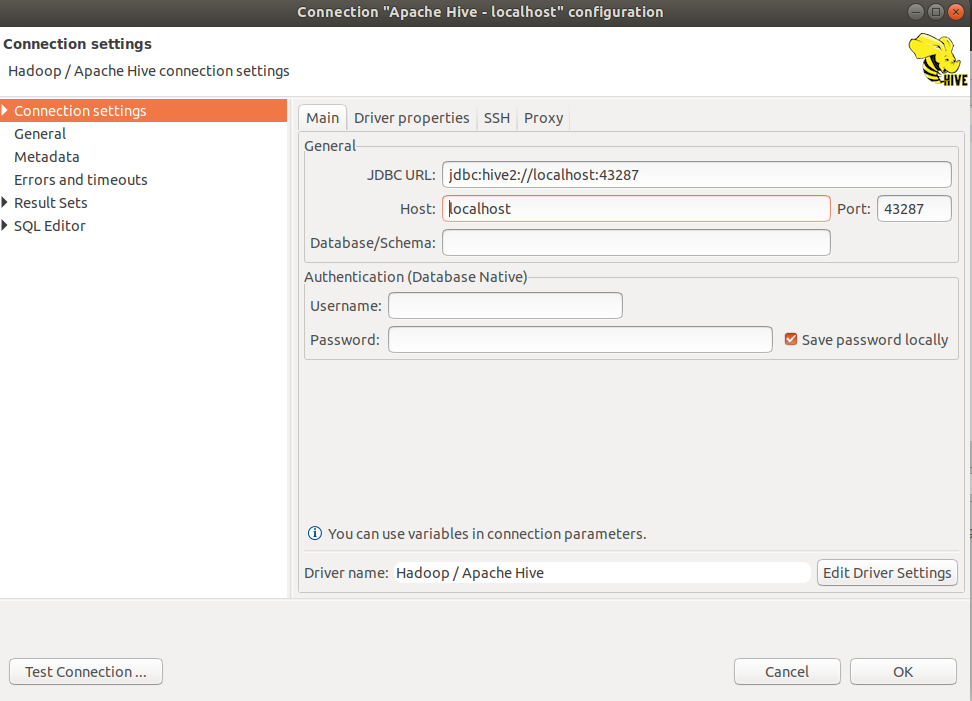 Connection "Apache Hive - localhost" configuration
Connection settings
Hadoop / Apache Hive connection settings
HIVE
Connection settings
General
Metadata
Errors and timeouts
Result Sets
SQL Editor
Main Driver properties SSH Proxy
General
JDBC URL: jdbc:hive2://localhost:43287
Host: localhost Port: 43287
Database/Schema:
Authentication (Database Native)
Username:
Password: Save password locally
You can use variables in connection parameters.
Driver name: Hadoop / Apache Hive Edit Driver Settings
Test Connection ... Cancel OK